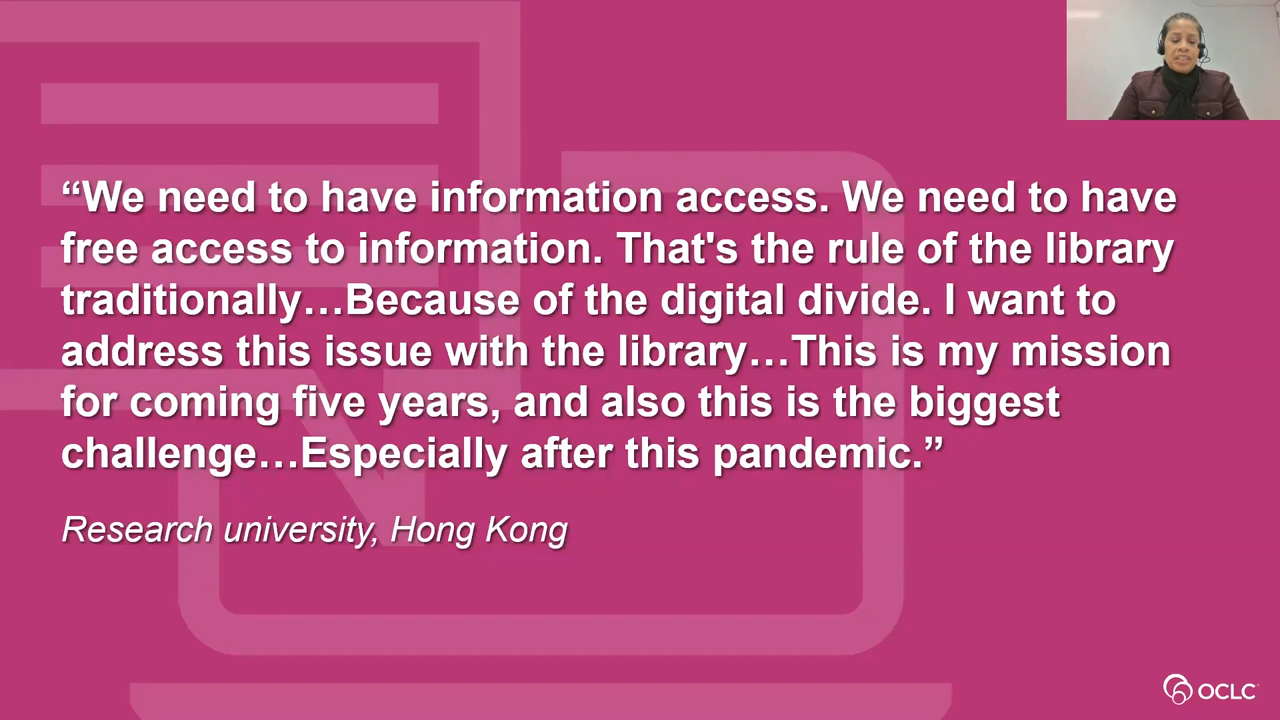 “We need to have information access. We need to have
free access to information. That's the rule of the library
traditionally…Because of the digital divide. I want to
address this issue with the library…This is my mission
for coming five years, and also this is the biggest
challenge…Especially after this pandemic.”
Research university, Hong Kong
OCLC